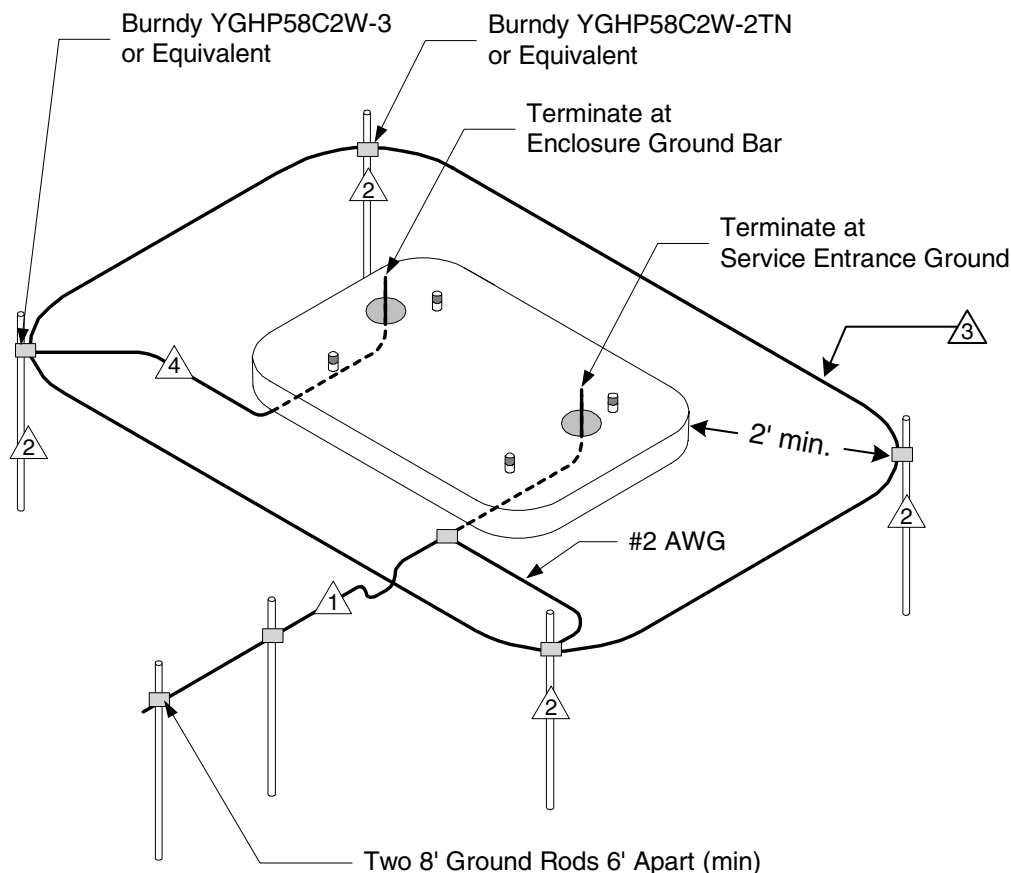 Burndy YGHP58C2W-3
or Equivalent
Burndy YGHP58C2W-2TN
or Equivalent
Terminate at
Enclosure Ground Bar
2
Terminate at
Service Entrance Ground
3
4
2
2' min.
2
#2 AWG
1
2
Two 8' Ground Rods 6' Apart (min)